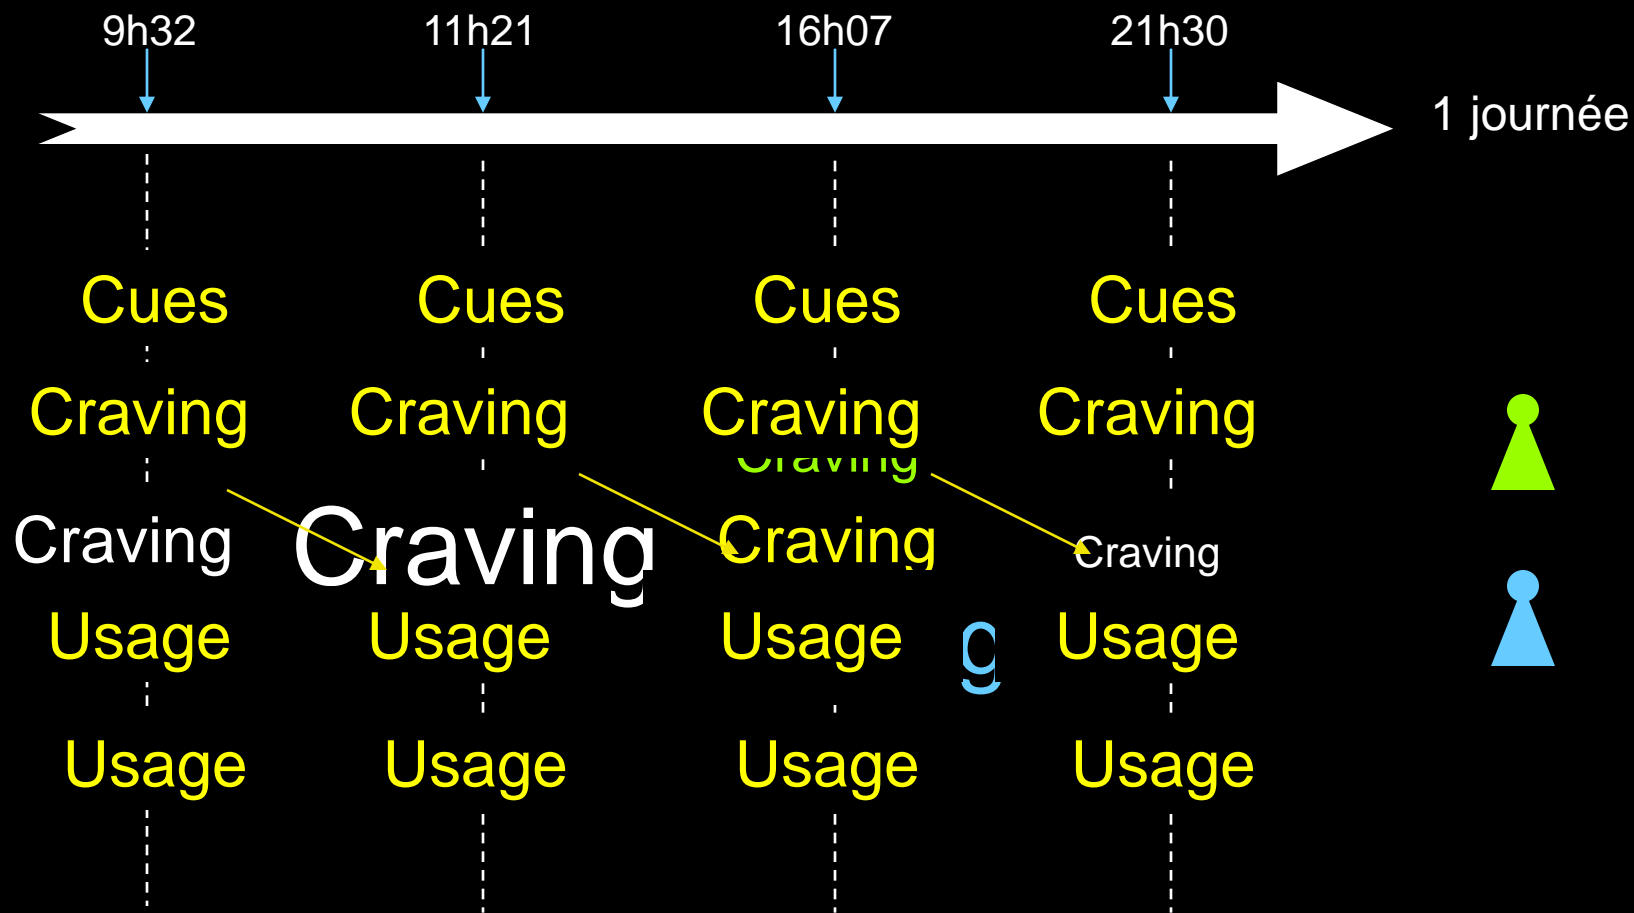 9h32 11h21 16h07 21h30
1 journée
Cues Cues Cues Cues
Craving Craving Craving Craving
Craving
Craving Craving Craving Craving
Usage Usage Usage Usage
g
Usage Usage Usage Usage